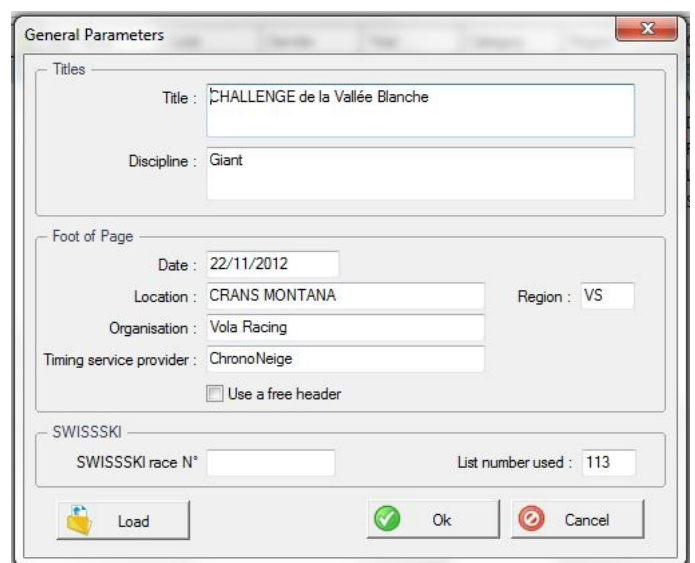 General Parameters
Titles
Title : CHALLENGE de la Vallée Blanche
Discipline : Giant
Foot of Page
Date : 22/11/2012
Location : CRANS MONTANA Region : VS
Organisation : Vola Racing
Timing service provider : ChronoNeige
Use a free header
SWISSSKI
SWISSSKI race N° List number used : 113
Load Ok Cancel